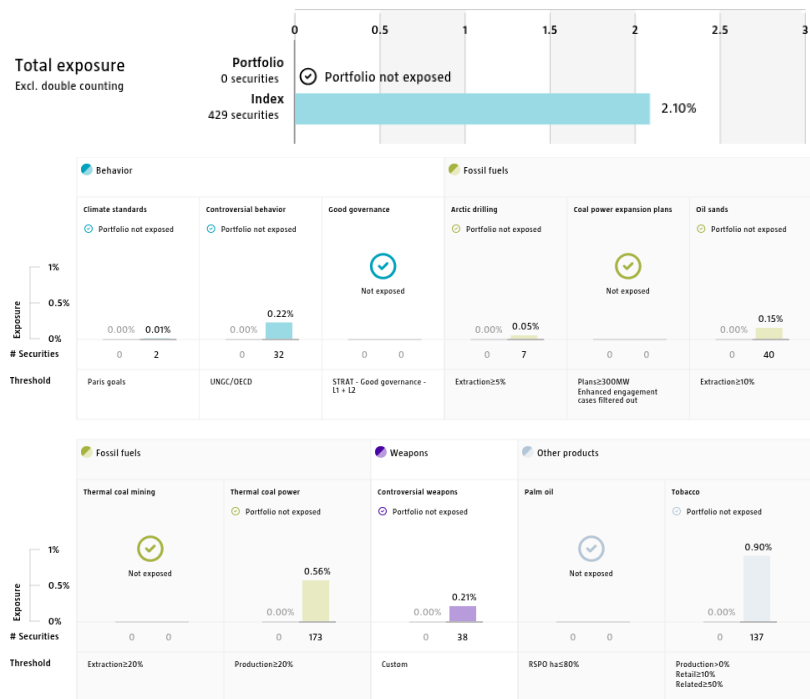 0 0.5 1 1.5 2 2.5 3
Total exposure
Excl. double counting
Portfolio
0 securities
Portfolio not exposed
Index
429 securities
2.10%
Behavior
Fossil fuels
Climate standards
Controversial behavior
Good governance
Arctic drilling
Coal power expansion plans
Oil sands
Portfolio not exposed
Portfolio not exposed
Portfolio not exposed
Portfolio not exposed
Not exposed
Not exposed
Exposure
1%
0.5%
0%
0.00% 0.01%
0.00% 0.22%
0.00% 0.05%
0.00% 0.15%
# Securities
0 2
0 32
0 0
0 7
0 0
0 40
Threshold
Paris goals
UNGC/OECD
STRAT - Good governance -
L1 + L2
Extraction≥5%
Plans≥300MW
Enhanced engagement
cases filtered out
Extraction≥10%
Fossil fuels
Weapons
Other products
Thermal coal mining
Thermal coal power
Controversial weapons
Palm oil
Tobacco
Portfolio not exposed
Portfolio not exposed
Portfolio not exposed
Not exposed
Not exposed
Exposure
1%
0.5%
0%
0.00% 0.56%
0.00% 0.21%
0.00% 0.90%
# Securities
0 0
0 173
0 38
0 0
0 137
Threshold
Extraction≥20%
Production≥20%
Custom
RSPO ha≤80%
Production>0%
Retail≥10%
Related≥50%